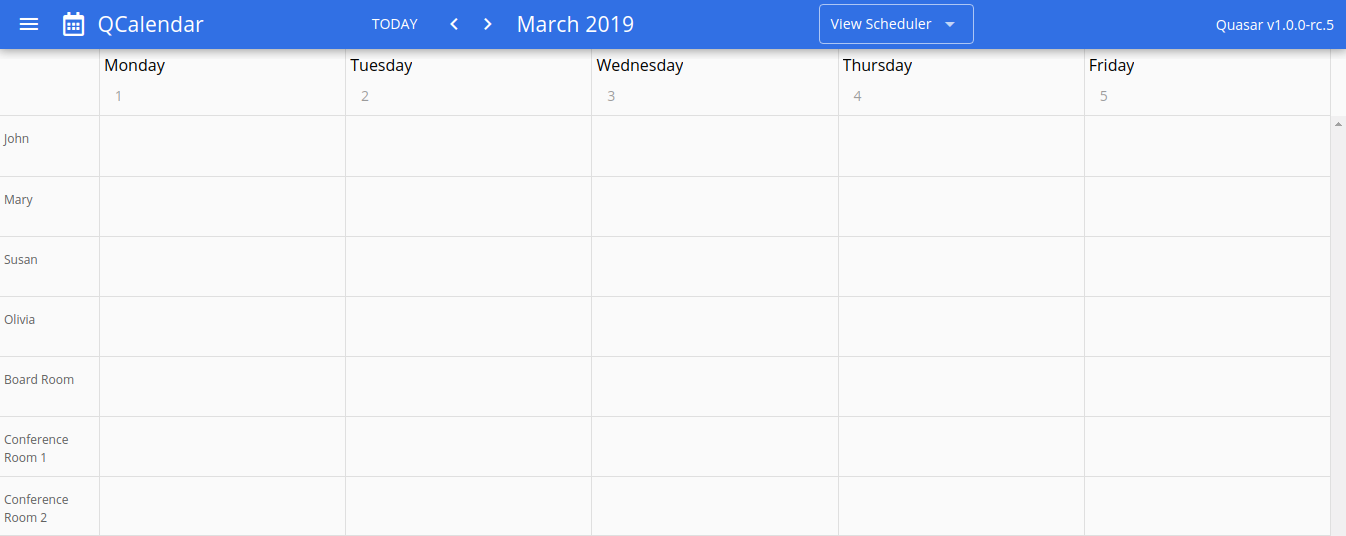 QCalendar TODAY March 2019 View Scheduler Quasar v1.0.0-rc.5
Monday Tuesday Wednesday Thursday Friday
1 2 3 4 5
John
Mary
Susan
Olivia
Board Room
Conference
Room 1
Conference
Room 2